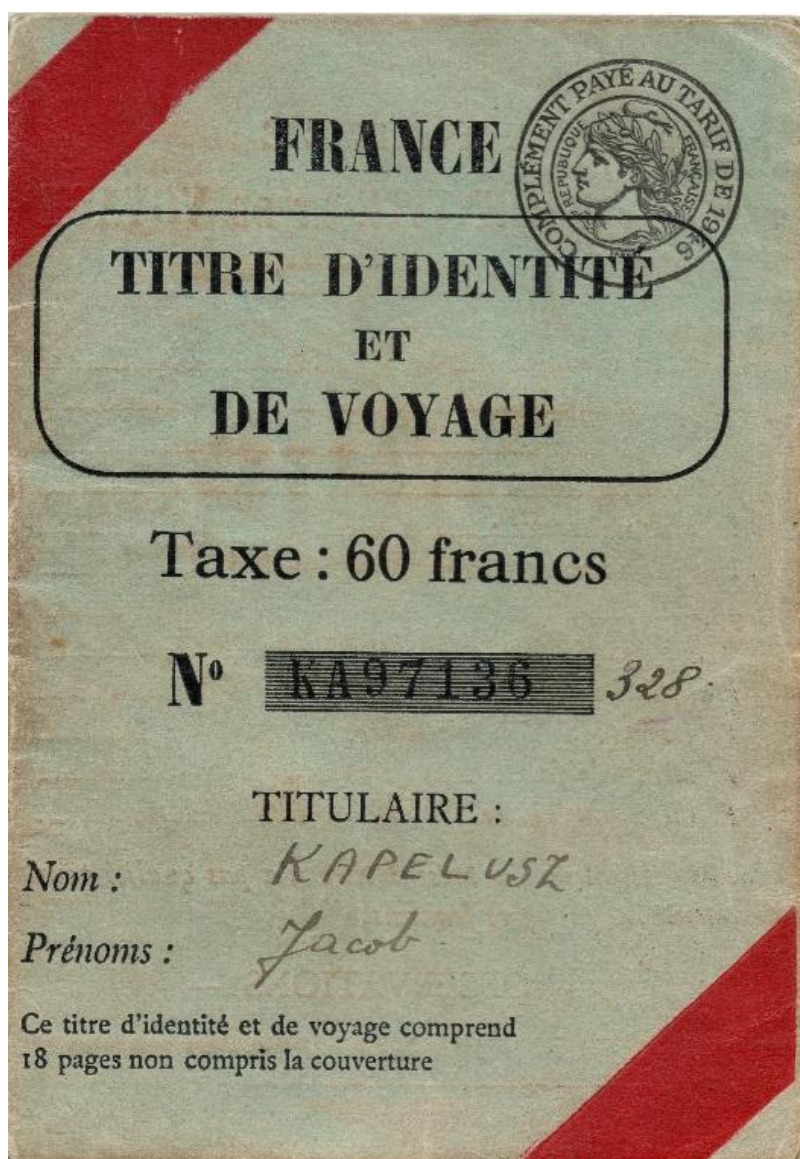 FRANCE
COMPLÉMENT PAYÉ AU TARIF DE 1946
RÉPUBLIQUE FRANÇAISE
TITRE D'IDENTITÉ
ET
DE VOYAGE
Taxe : 60 francs
Nº KA97136 328.
TITULAIRE :
Nom : KAPELUSZ
Prénoms : Jacob
Ce titre d'identité et de voyage comprend
18 pages non compris la couverture